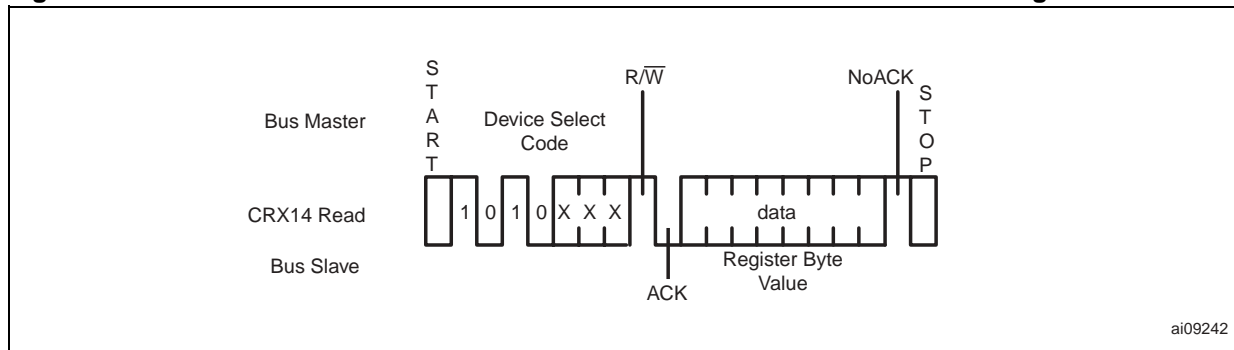 S
T
A
R
T
R/W̅
NoACK
S
T
O
P
Bus Master
Device Select
Code
CRX14 Read
1 0 1 0 X X X
data
Bus Slave
Register Byte
Value
ACK
ai09242